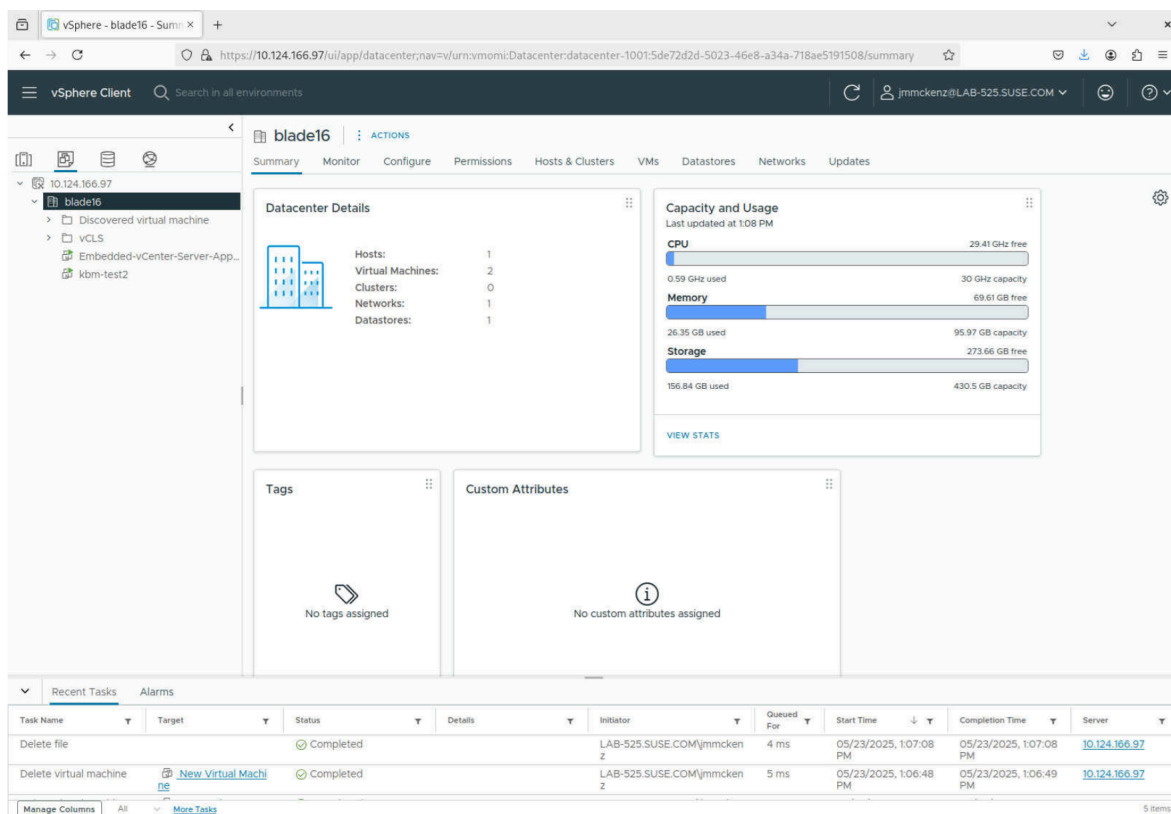 vSphere - blade16 - Sum
https://10.124.166.97/ui/app/datacenter;nav=v/urn:vmomi:Datacenter:datacenter-1001:5de72d2d-5023-46e8-a34a-718ae5191508/summary
vSphere Client
Search in all environments
jmmckenz@LAB-525.SUSE.COM
blade16
ACTIONS
Summary Monitor Configure Permissions Hosts & Clusters VMs Datastores Networks Updates
10.124.166.97
blade16
Discovered virtual machine
vCLS
Embedded-vCenter-Server-App...
kbm-test2
Datacenter Details
Hosts: 1
Virtual Machines: 2
Clusters: 0
Networks: 1
Datastores: 1
Capacity and Usage
Last updated at 1:08 PM
CPU 29.41 GHz free
0.59 GHz used 30 GHz capacity
Memory 69.61 GB free
26.35 GB used 95.97 GB capacity
Storage 273.66 GB free
156.84 GB used 430.5 GB capacity
VIEW STATS
Tags
No tags assigned
Custom Attributes
No custom attributes assigned
Recent Tasks Alarms
Task Name Target Status Details Initiator Queued For Start Time Completion Time Server
Delete file Completed LAB-525.SUSE.COM\jmmckenz 4 ms 05/23/2025, 1:07:08 PM 05/23/2025, 1:07:08 PM 10.124.166.97
Delete virtual machine New Virtual Machine Completed LAB-525.SUSE.COM\jmmckenz 5 ms 05/23/2025, 1:06:48 PM 05/23/2025, 1:06:49 PM 10.124.166.97
Manage Columns All More Tasks 5 items